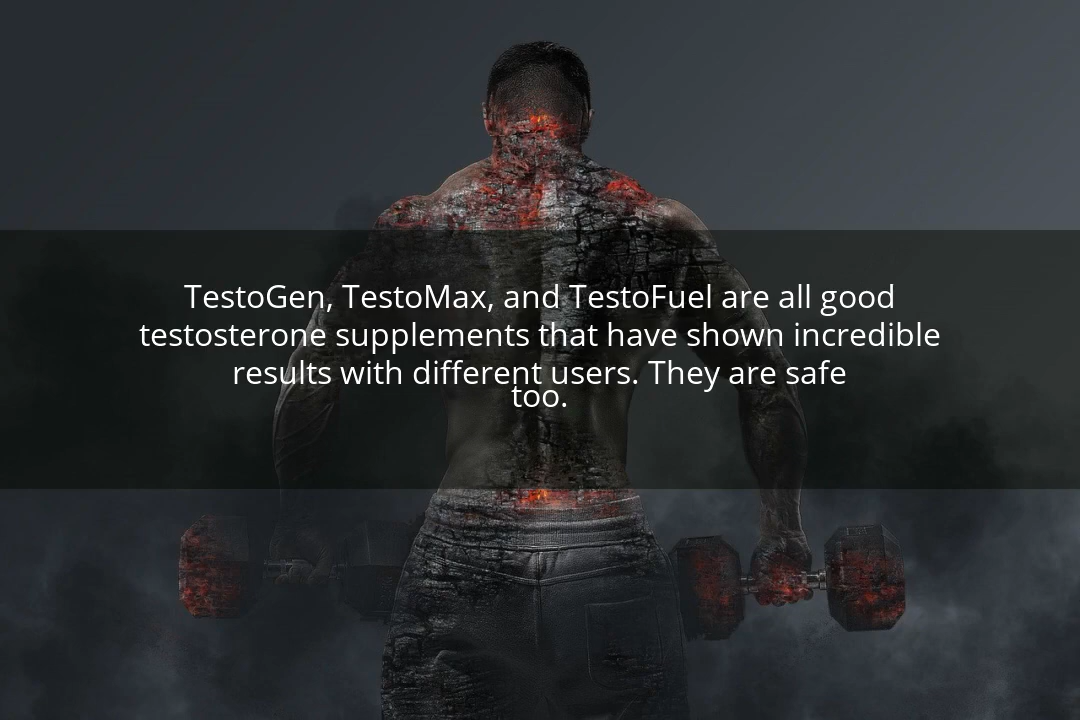 TestoGen, TestoMax, and TestoFuel are all good
testosterone supplements that have shown incredible
results with different users. They are safe
too.